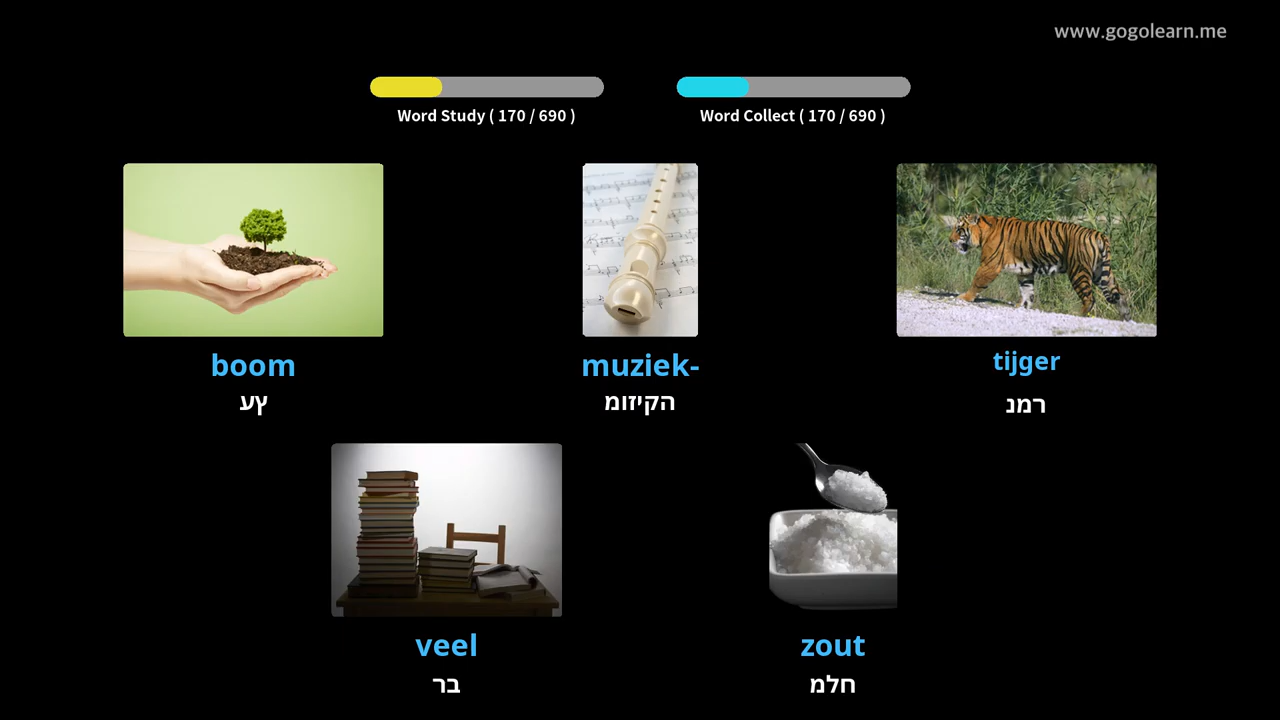 www.gogolearn.me
Word Study ( 170 / 690 )
Word Collect ( 170 / 690 )
boom
muziek-
tijger
ץע
הקיזומ
רמנ
veel
zout
בר
חלמ